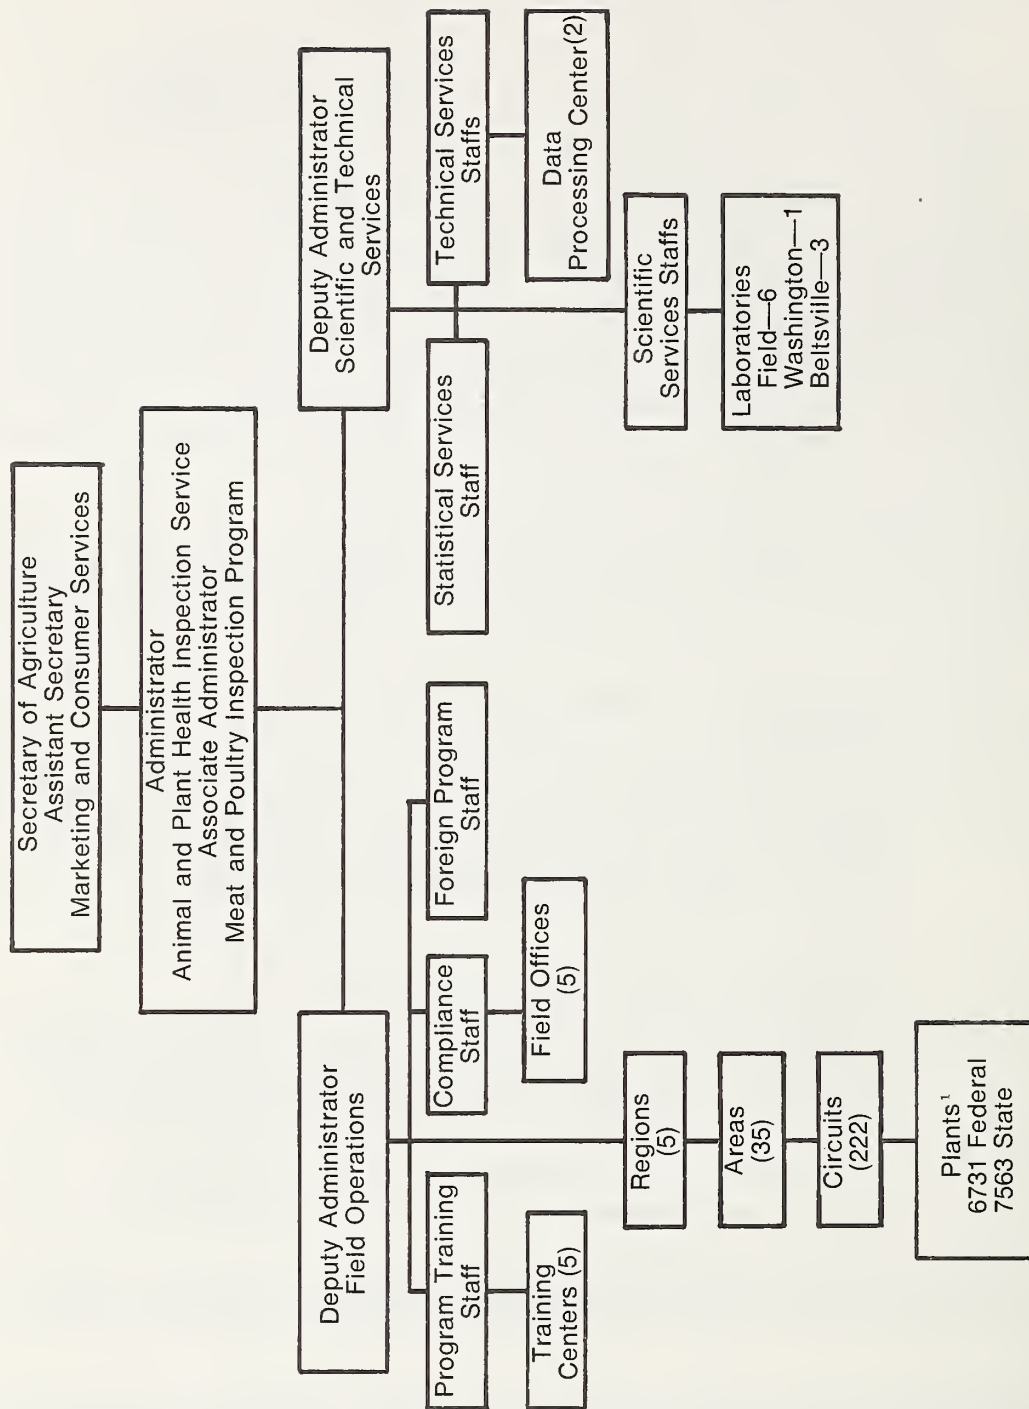 Secretary of Agriculture
Assistant Secretary
Marketing and Consumer Services
Administrator
Animal and Plant Health Inspection Service
Associate Administrator
Meat and Poultry Inspection Program
Deputy Administrator
Field Operations
Deputy Administrator
Scientific and Technical
Services
Program Training
Staff
Compliance
Staff
Foreign Program
Staff
Statistical Services
Staff
Technical Services
Staffs
Training
Centers (5)
Field Offices
(5)
Data
Processing Center(2)
Regions
(5)
Scientific
Services Staffs
Areas
(35)
Laboratories
Field—6
Washington—1
Beltsville—3
Circuits
(222)
Plants¹
6731 Federal
7563 State